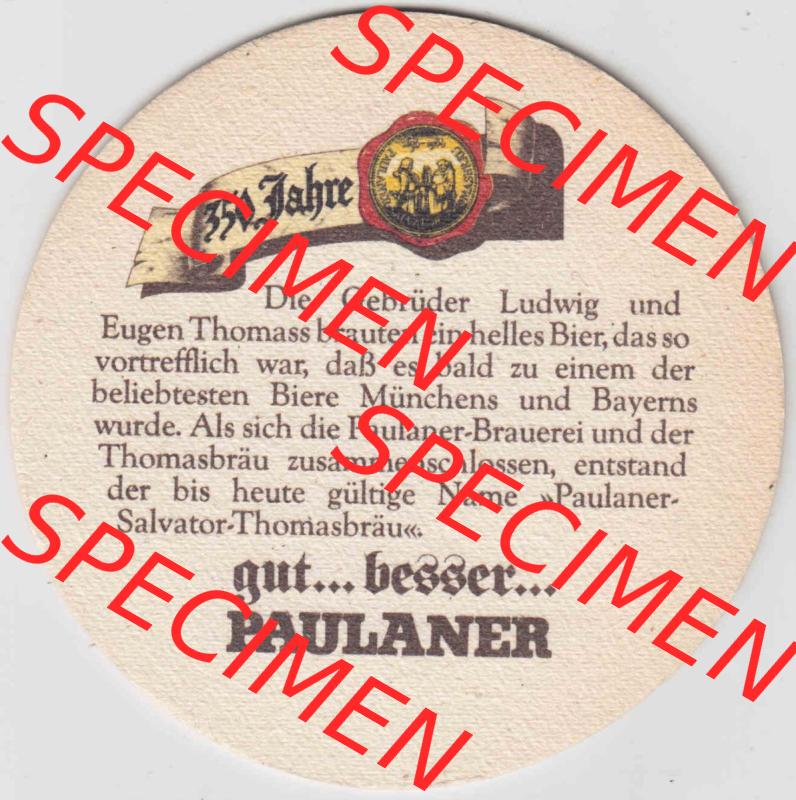 350 Jahre
Die Gebrüder Ludwig und
Eugen Thomass brauten ein helles Bier, das so
vortrefflich war, daß es bald zu einem der
beliebtesten Biere Münchens und Bayerns
wurde. Als sich die Paulaner-Brauerei und der
Thomasbräu zusammenschlossen, entstand
der bis heute gültige Name »Paulaner-
Salvator-Thomasbräu«.
gut... besser...
PAULANER
SPECIMEN
SPECIMEN
SPECIMEN
SPECIMEN